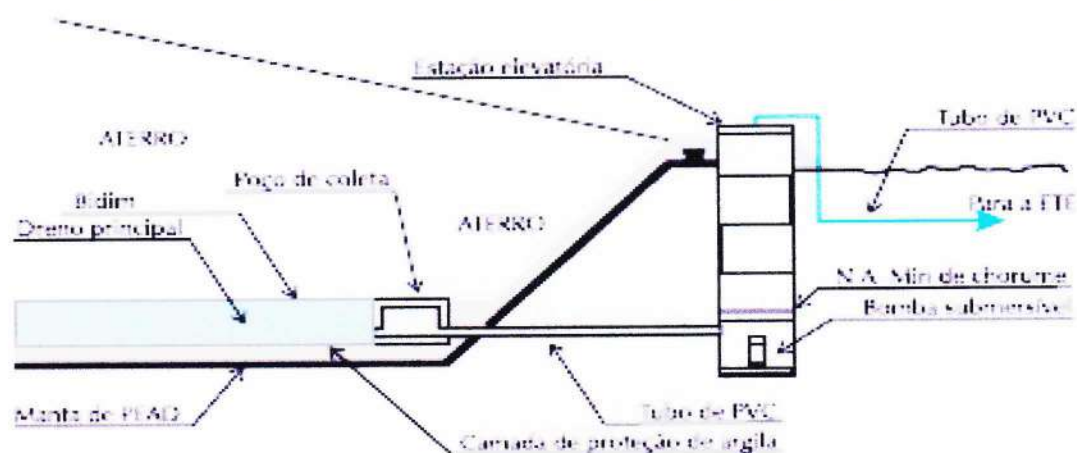 Estação elevatória
Tubo de PVC
ATERRO
Poço de coleta
Bidim
Dreno principal
ATERRO
Para a ETE
N.A. Min de chorume
Bomba submersível
Manta de PEAD
Tubo de PVC
Camada de proteção de argila